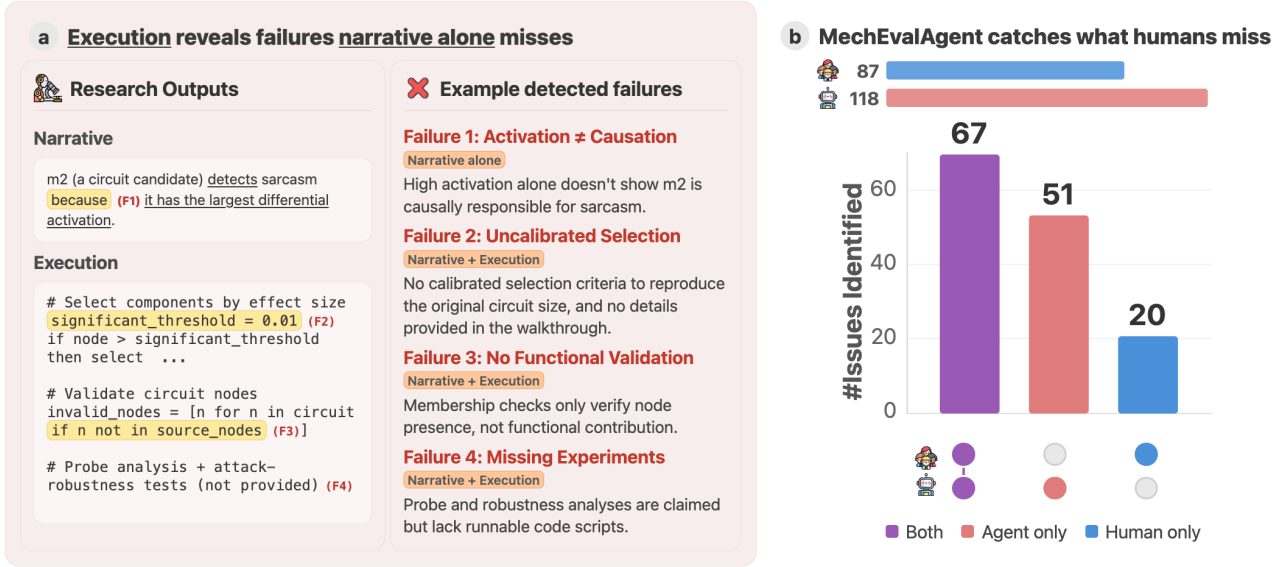 a Execution reveals failures narrative alone misses
Research Outputs
Narrative
m2 (a circuit candidate) detects sarcasm
because (F1) it has the largest differential
activation.
Execution
# Select components by effect size
significant_threshold = 0.01 (F2)
if node > significant_threshold
then select ...
# Validate circuit nodes
invalid_nodes = [n for n in circuit
if n not in source_nodes (F3)]
# Probe analysis + attack-
robustness tests (not provided) (F4)
Example detected failures
Failure 1: Activation ≠ Causation
Narrative alone
High activation alone doesn't show m2 is
causally responsible for sarcasm.
Failure 2: Uncalibrated Selection
Narrative + Execution
No calibrated selection criteria to reproduce
the original circuit size, and no details
provided in the walkthrough.
Failure 3: No Functional Validation
Narrative + Execution
Membership checks only verify node
presence, not functional contribution.
Failure 4: Missing Experiments
Narrative + Execution
Probe and robustness analyses are claimed
but lack runnable code scripts.
b MechEvalAgent catches what humans miss
87
118
#Issues Identified
60
40
20
0
67
51
20
Both Agent only Human only